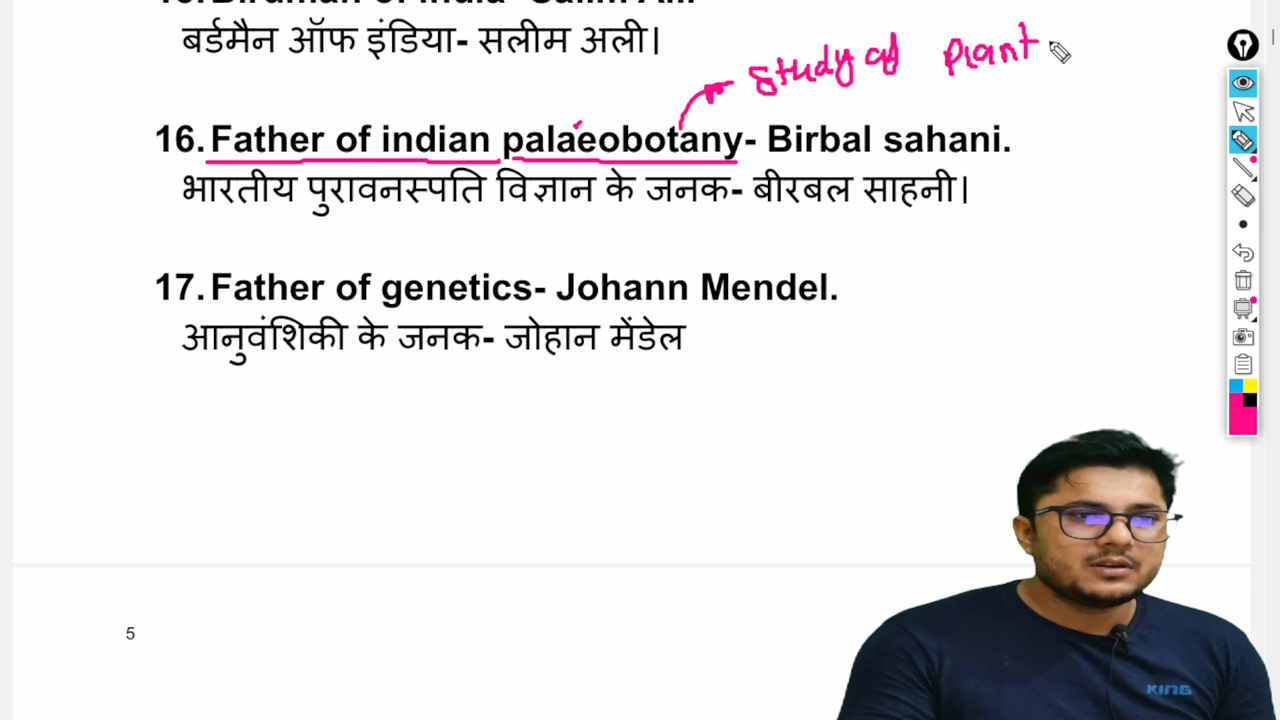 बर्डमैन ऑफ इंडिया- सलीम अली।
study of plant
16. Father of indian palaeobotany- Birbal sahani.
भारतीय पुरावनस्पति विज्ञान के जनक- बीरबल साहनी।
17. Father of genetics- Johann Mendel.
आनुवंशिकी के जनक- जोहान मेंडेल
5
KING